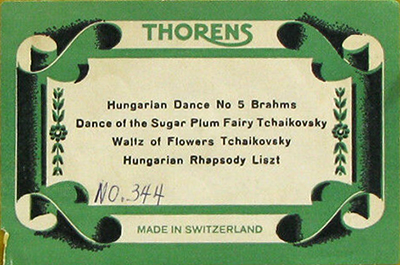 THORENS
Hungarian Dance No 5 Brahms
Dance of the Sugar Plum Fairy Tchaikovsky
Waltz of Flowers Tchaikovsky
Hungarian Rhapsody Liszt
NO. 344
MADE IN SWITZERLAND